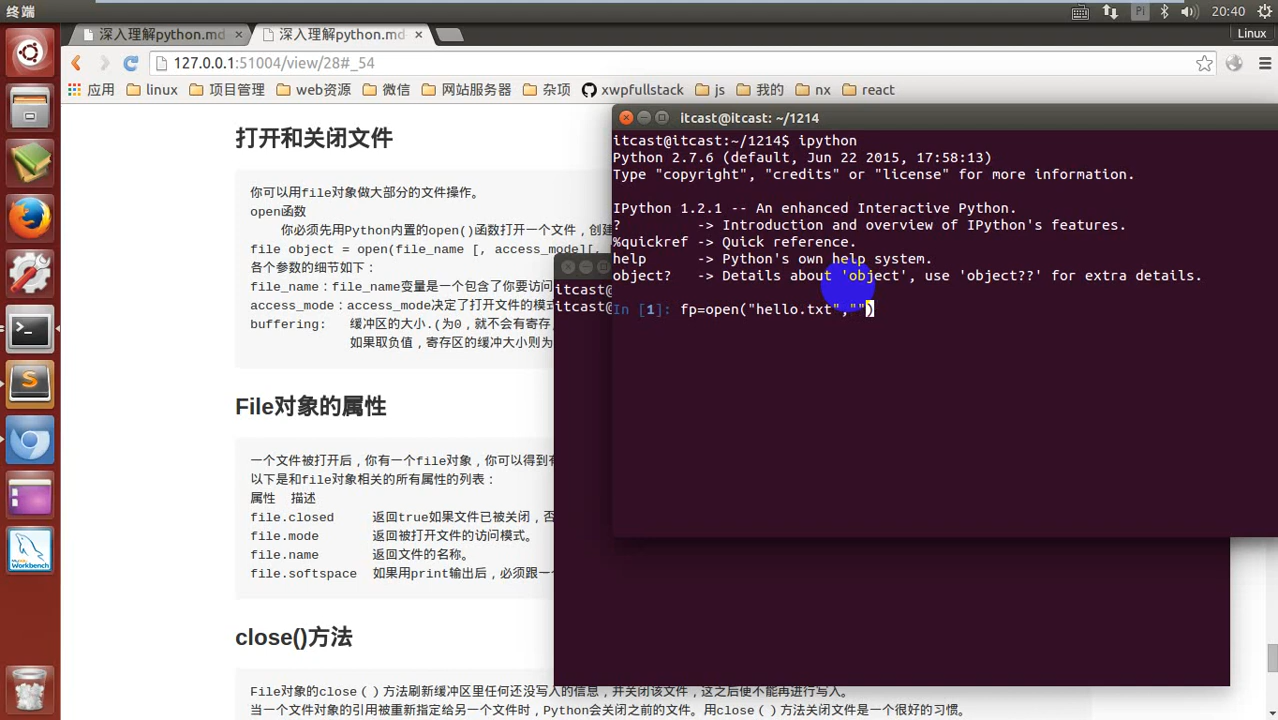 终端
Pi
20:40
深入理解python.md ×
深入理解python.md ×
Linux
127.0.0.1:51004/view/28#_54
应用 linux 项目管理 web资源 微信 网站服务器 杂项 xwpfullstack js 我的 nx react
打开和关闭文件
你可以用file对象做大部分的文件操作。
open函数
你必须先用Python内置的open()函数打开一个文件，创建
file object = open(file_name [, access_mode][,
各个参数的细节如下：
file_name：file_name变量是一个包含了你要访问
access_mode：access_mode决定了打开文件的模式
buffering: 缓冲区的大小.(为0，就不会有寄存，
如果取负值，寄存区的缓冲大小则为
File对象的属性
一个文件被打开后，你有一个file对象，你可以得到有
以下是和file对象相关的所有属性的列表：
属性 描述
file.closed 返回true如果文件已被关闭，否
file.mode 返回被打开文件的访问模式。
file.name 返回文件的名称。
file.softspace 如果用print输出后，必须跟一个
close()方法
File对象的close（）方法刷新缓冲区里任何还没写入的信息，并关闭该文件，这之后便不能再进行写入。
当一个文件对象的引用被重新指定给另一个文件时，Python会关闭之前的文件。用close（）方法关闭文件是一个很好的习惯。
itcast@
itcast@
itcast@itcast: ~/1214
itcast@itcast:~/1214$ ipython
Python 2.7.6 (default, Jun 22 2015, 17:58:13)
Type "copyright", "credits" or "license" for more information.
IPython 1.2.1 -- An enhanced Interactive Python.
? -> Introduction and overview of IPython's features.
%quickref -> Quick reference.
help -> Python's own help system.
object? -> Details about 'object', use 'object??' for extra details.
In [1]: fp=open("hello.txt","")
MySQL
Workbench